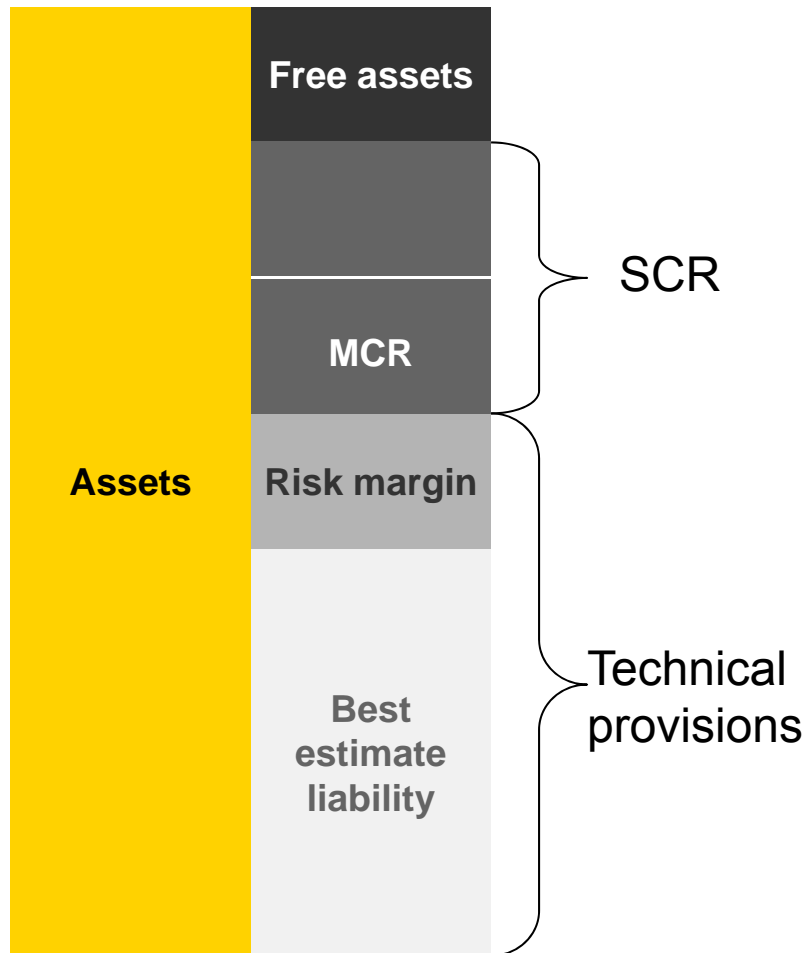 Free assets
SCR
MCR
Assets
Risk margin
Technical
provisions
Best
estimate
liability